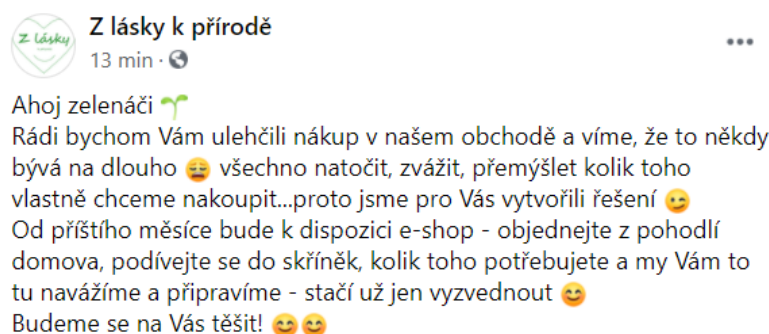 Z lásky
Z lásky k přírodě
13 min ·
Ahoj zelenáči 🌱
Rádi bychom Vám ulehčili nákup v našem obchodě a víme, že to někdy
bývá na dlouho 😩 všechno natočit, zvážit, přemýšlet kolik toho
vlastně chceme nakoupit...proto jsme pro Vás vytvořili řešení 😉
Od příštího měsíce bude k dispozici e-shop - objednejte z pohodlí
domova, podívejte se do skříněk, kolik toho potřebujete a my Vám to
tu navážíme a připravíme - stačí už jen vyzvednout 😊
Budeme se na Vás těšit! 😊😊